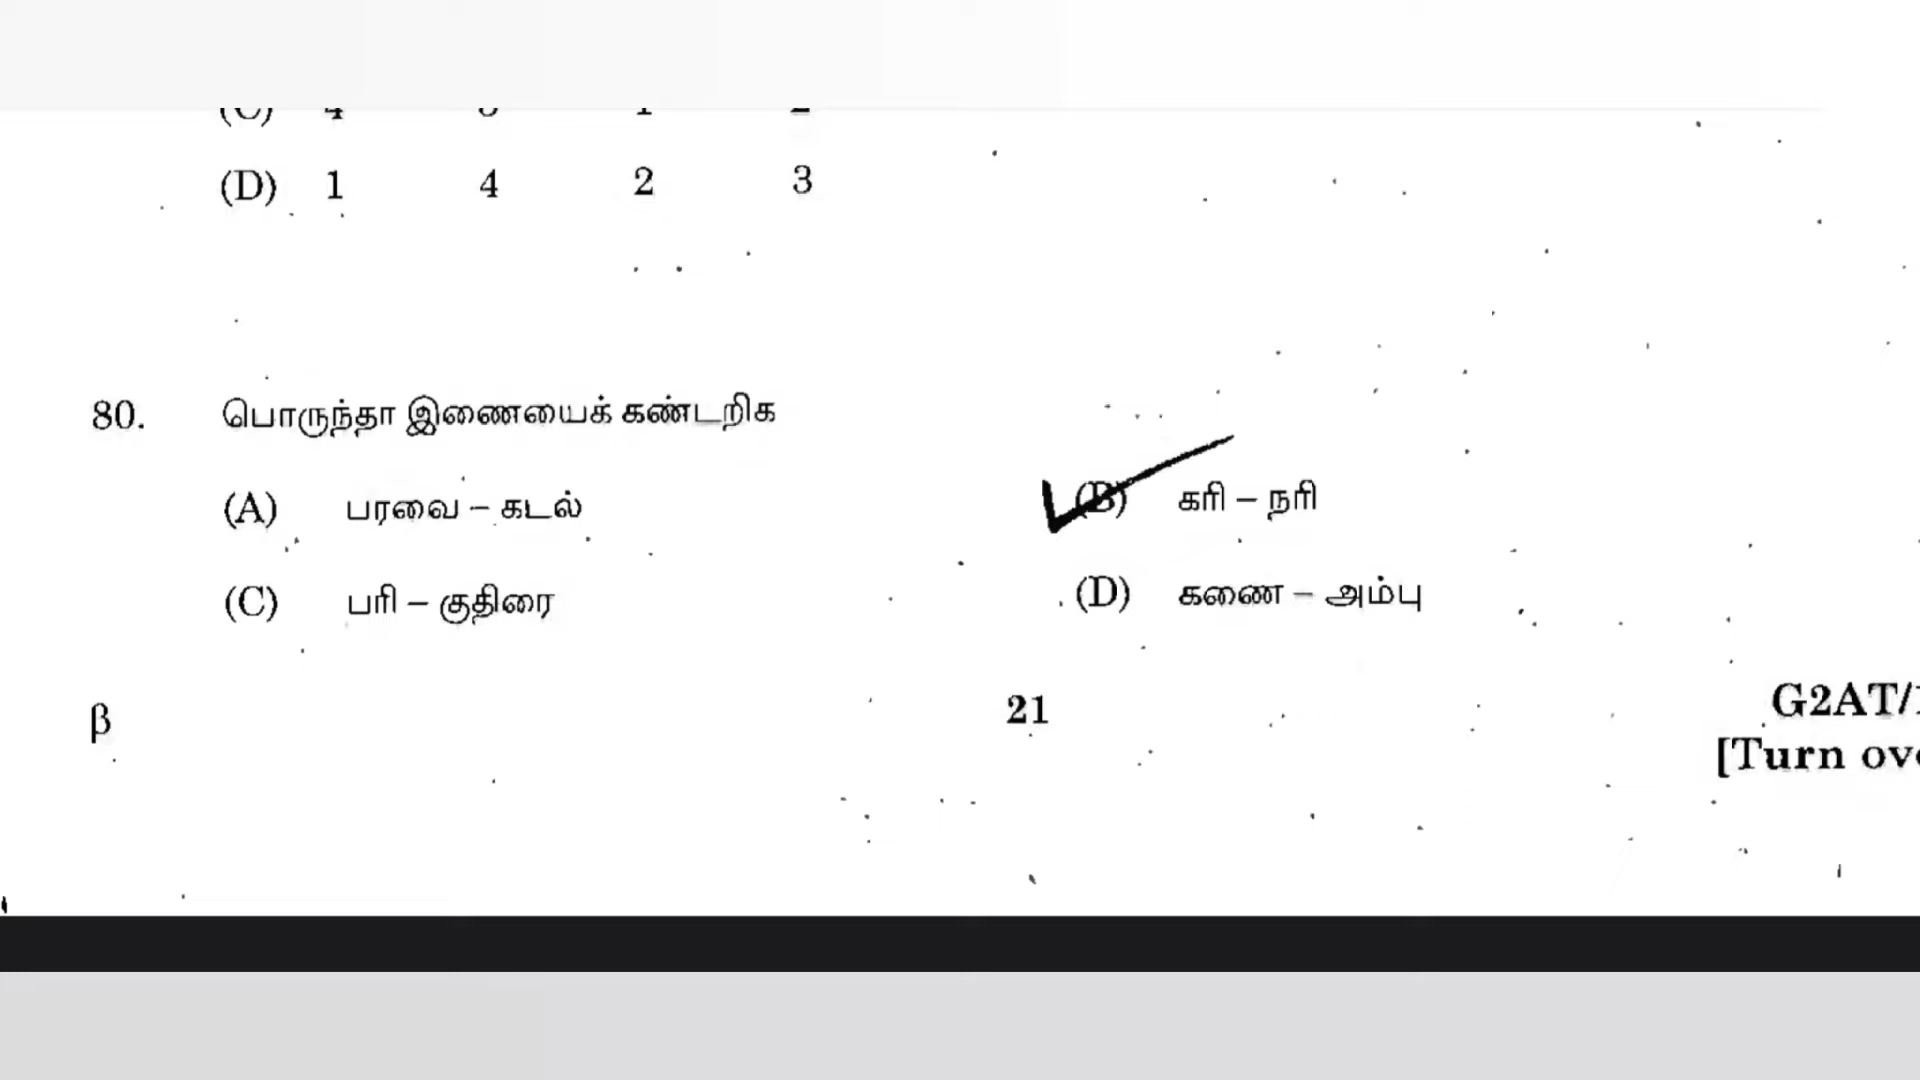 (D) 1 4 2 3
80. பொருந்தா இணையைக் கண்டறிக
(A) பரவை – கடல் (B) கரி – நரி
(C) பரி – குதிரை (D) கணை – அம்பு
β 21 G2AT/
[Turn ov